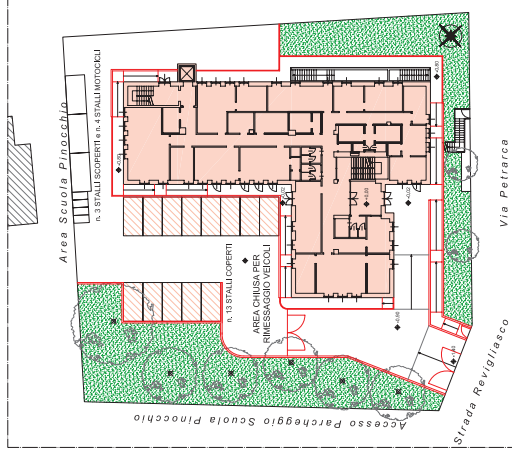 Area Scuola Pinocchio
n. 3 STALLI SCOPERTI e n. 4 STALLI MOTOCICLI
n. 13 STALLI COPERTI
AREA CHIUSA PER
RIMESSAGGIO VEICOLI
Accesso Parcheggio Scuola Pinocchio
Strada Revigliasco
Via Petrarca